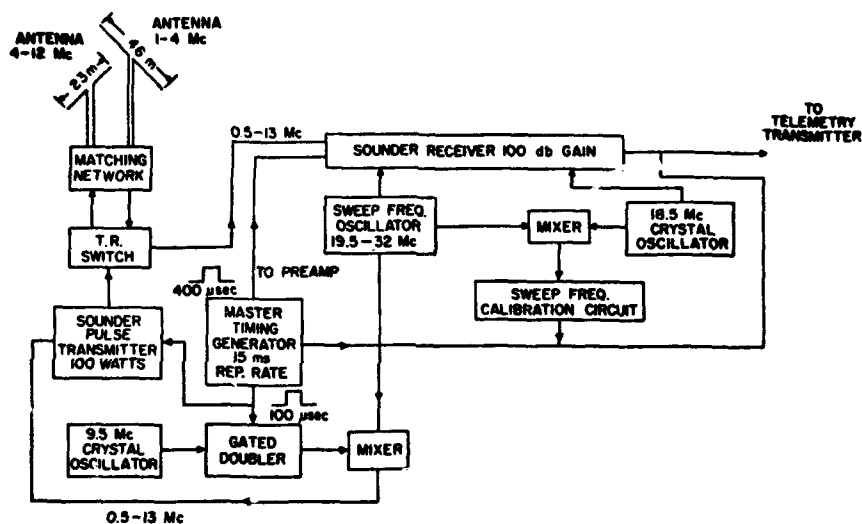 ANTENNA
4-12 Mc
ANTENNA
1-4 Mc
23m
46 m
MATCHING
NETWORK
T.R.
SWITCH
0.5-13 Mc
SOUNDER RECEIVER 100 db GAIN
TO
TELEMETRY
TRANSMITTER
SWEEP FREQ.
OSCILLATOR
19.5-32 Mc
MIXER
18.5 Mc
CRYSTAL
OSCILLATOR
TO PREAMP
400 μsec
SWEEP FREQ.
CALIBRATION CIRCUIT
SOUNDER
PULSE
TRANSMITTER
100 WATTS
MASTER
TIMING
GENERATOR
15 ms
REP. RATE
100 μsec
9.5 Mc
CRYSTAL
OSCILLATOR
GATED
DOUBLER
MIXER
0.5-13 Mc